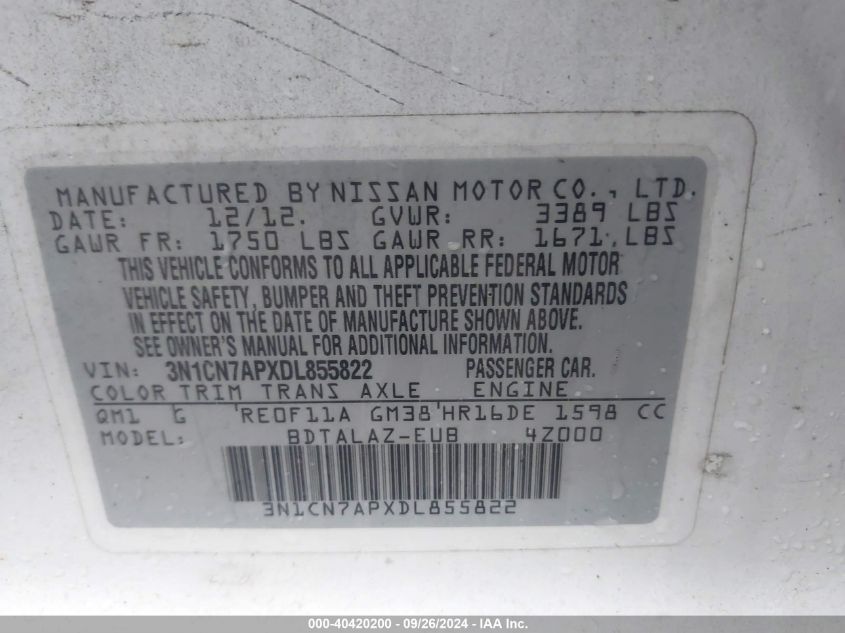 MANUFACTURED BY NISSAN MOTOR CO., LTD.
DATE: 12/12. GVWR: 3389 LBS
GAWR FR: 1750 LBS GAWR RR: 1671 LBS
THIS VEHICLE CONFORMS TO ALL APPLICABLE FEDERAL MOTOR
VEHICLE SAFETY, BUMPER AND THEFT PREVENTION STANDARDS
IN EFFECT ON THE DATE OF MANUFACTURE SHOWN ABOVE.
SEE OWNER'S MANUAL FOR ADDITIONAL INFORMATION.
VIN: 3N1CN7APXDL855822 PASSENGER CAR.
COLOR TRIM TRANS AXLE ENGINE
QM1 G RE0F11A GM38 HR16DE 1598 CC
MODEL: BDTALAZ-EUB 4Z000
3N1CN7APXDL855822
000-40420200 - 09/26/2024 - IAA Inc.